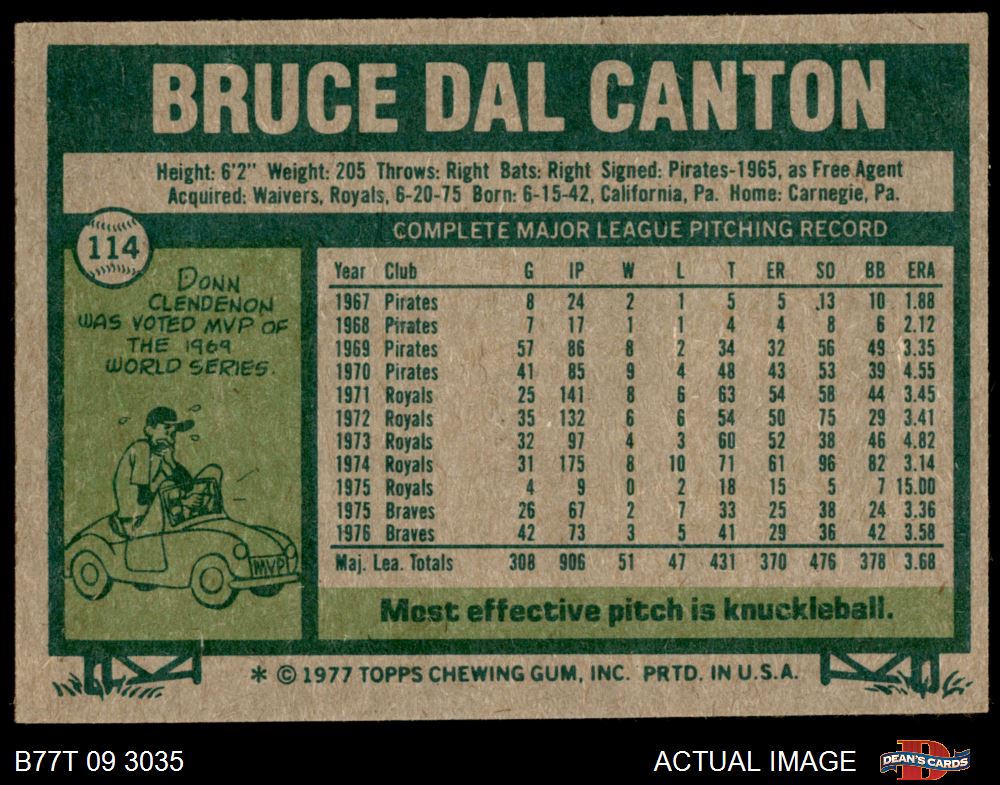 BRUCE DAL CANTON
Height: 6'2" Weight: 205 Throws: Right Bats: Right Signed: Pirates-1965, as Free Agent
Acquired: Waivers, Royals, 6-20-75 Born: 6-15-42, California, Pa. Home: Carnegie, Pa.
114
DONN
CLENDENON
WAS VOTED MVP OF
THE 1969
WORLD SERIES.
MVP
COMPLETE MAJOR LEAGUE PITCHING RECORD
Year Club G IP W L T ER SO BB ERA
1967 Pirates 8 24 2 1 5 5 13 10 1.88
1968 Pirates 7 17 1 1 4 4 8 6 2.12
1969 Pirates 57 86 8 2 34 32 56 49 3.35
1970 Pirates 41 85 9 4 48 43 53 39 4.55
1971 Royals 25 141 8 6 63 54 58 44 3.45
1972 Royals 35 132 6 6 54 50 75 29 3.41
1973 Royals 32 97 4 3 60 52 38 46 4.82
1974 Royals 31 175 8 10 71 61 96 82 3.14
1975 Royals 4 9 0 2 18 15 5 7 15.00
1975 Braves 26 67 2 7 33 25 38 24 3.36
1976 Braves 42 73 3 5 41 29 36 42 3.58
Maj. Lea. Totals 308 906 51 47 431 370 476 378 3.68
Most effective pitch is knuckleball.
* © 1977 TOPPS CHEWING GUM, INC. PRTD. IN U.S.A.
B77T 09 3035
ACTUAL IMAGE
D
DEAN'S CARDS